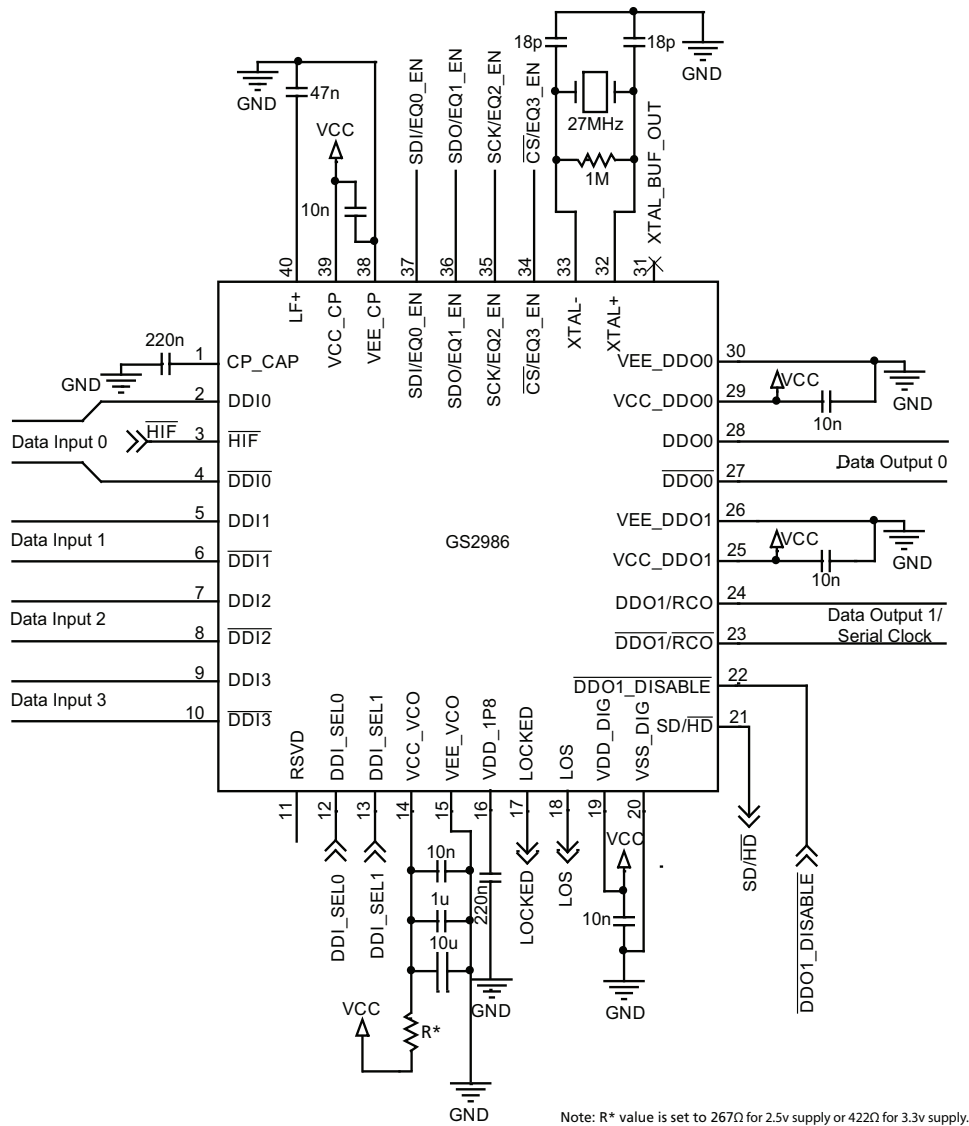 18p
18p
GND
GND
47n
VCC
10n
SDI/EQ0_EN
SDO/EQ1_EN
SCK/EQ2_EN
CS/EQ3_EN
27MHz
1M
XTAL_BUF_OUT
40
39
38
37
36
35
34
33
32
31
LF+
VCC_CP
VEE_CP
SDI/EQ0_EN
SDO/EQ1_EN
SCK/EQ2_EN
CS/EQ3_EN
XTAL-
XTAL+
220n
GND
1
CP_CAP
2
DDI0
Data Input 0
HIF
3
HIF
4
DDI0
5
DDI1
Data Input 1
6
DDI1
7
DDI2
Data Input 2
8
DDI2
9
DDI3
Data Input 3
10
DDI3
GS2986
VEE_DDO0
30
VCC_DDO0
29
VCC
10n
GND
DDO0
28
Data Output 0
DDO0
27
VEE_DDO1
26
VCC_DDO1
25
VCC
10n
GND
DDO1/RCO
24
Data Output 1/
Serial Clock
DDO1/RCO
23
DDO1_DISABLE
22
SD/HD
21
RSVD
DDI_SEL0
DDI_SEL1
VCC_VCO
VEE_VCO
VDD_1P8
LOCKED
LOS
VDD_DIG
VSS_DIG
11
12
13
14
15
16
17
18
19
20
DDI_SEL0
DDI_SEL1
10n
1u
10u
220n
LOCKED
LOS
VCC
10n
SD/HD
DDO1_DISABLE
GND
GND
VCC
R*
GND
Note: R* value is set to 267Ω for 2.5v supply or 422Ω for 3.3v supply.